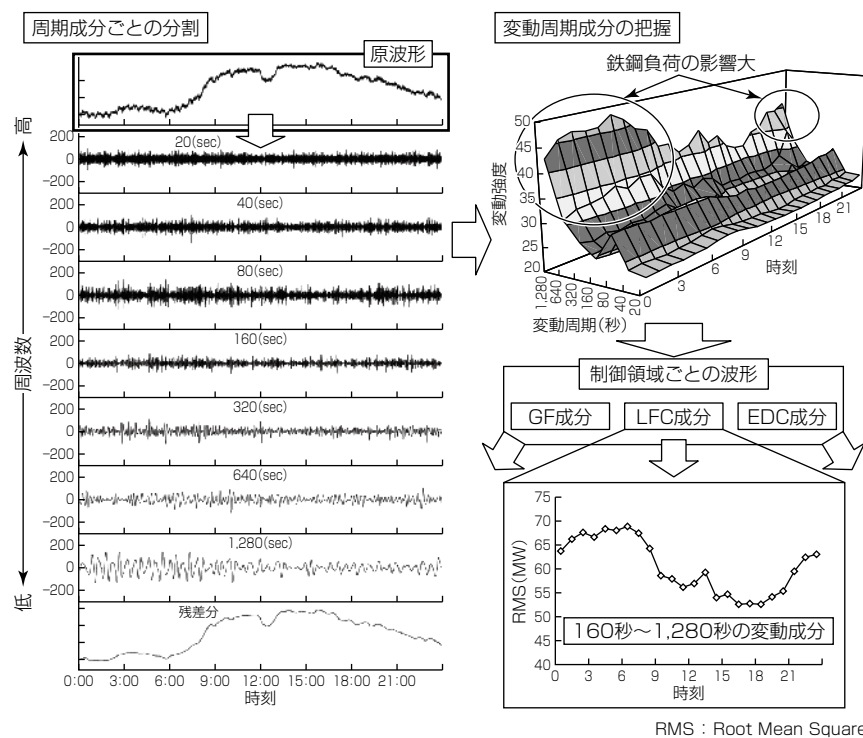 周期成分ごとの分割
原波形
高
周波数
低
20(sec)
200
0
−200
40(sec)
200
0
−200
80(sec)
200
0
−200
160(sec)
200
0
−200
320(sec)
200
0
−200
640(sec)
200
0
−200
1,280(sec)
200
0
−200
残差分
0:00 3:00 6:00 9:00 12:00 15:00 18:00 21:00
時刻
変動周期成分の把握
鉄鋼負荷の影響大
変動強度
50
45
40
35
30
25
20
1,280
640
320
160
80
40
20
変動周期(秒)
0 3 6 9 12 15 18 21
時刻
制御領域ごとの波形
GF成分 LFC成分 EDC成分
RMS(MW)
75
70
65
60
55
50
45
40
160秒〜1,280秒の変動成分
0 3 6 9 12 15 18 21
時刻
RMS：Root Mean Square